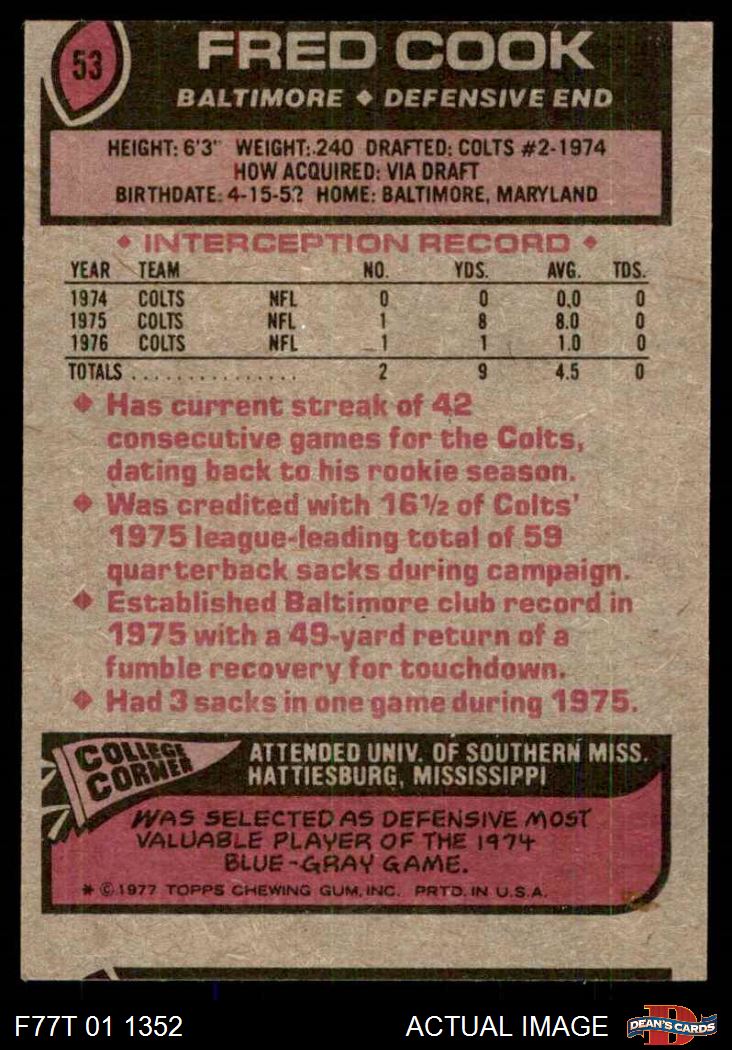 53
FRED COOK
BALTIMORE ◆ DEFENSIVE END
HEIGHT: 6'3" WEIGHT: 240 DRAFTED: COLTS #2-1974
HOW ACQUIRED: VIA DRAFT
BIRTHDATE: 4-15-52 HOME: BALTIMORE, MARYLAND
◆ INTERCEPTION RECORD ◆
YEAR TEAM NO. YDS. AVG. TDS.
1974 COLTS NFL 0 0 0.0 0
1975 COLTS NFL 1 8 8.0 0
1976 COLTS NFL 1 1 1.0 0
TOTALS . . . . . . . . . . . . . . . 2 9 4.5 0
◆ Has current streak of 42
consecutive games for the Colts,
dating back to his rookie season.
◆ Was credited with 16½ of Colts'
1975 league-leading total of 59
quarterback sacks during campaign.
◆ Established Baltimore club record in
1975 with a 49-yard return of a
fumble recovery for touchdown.
◆ Had 3 sacks in one game during 1975.
COLLEGE
CORNER
ATTENDED UNIV. OF SOUTHERN MISS.
HATTIESBURG, MISSISSIPPI
WAS SELECTED AS DEFENSIVE MOST
VALUABLE PLAYER OF THE 1974
BLUE-GRAY GAME.
* © 1977 TOPPS CHEWING GUM, INC. PRTD. IN U.S.A.
F77T 01 1352
ACTUAL IMAGE
D
DEAN'S CARDS